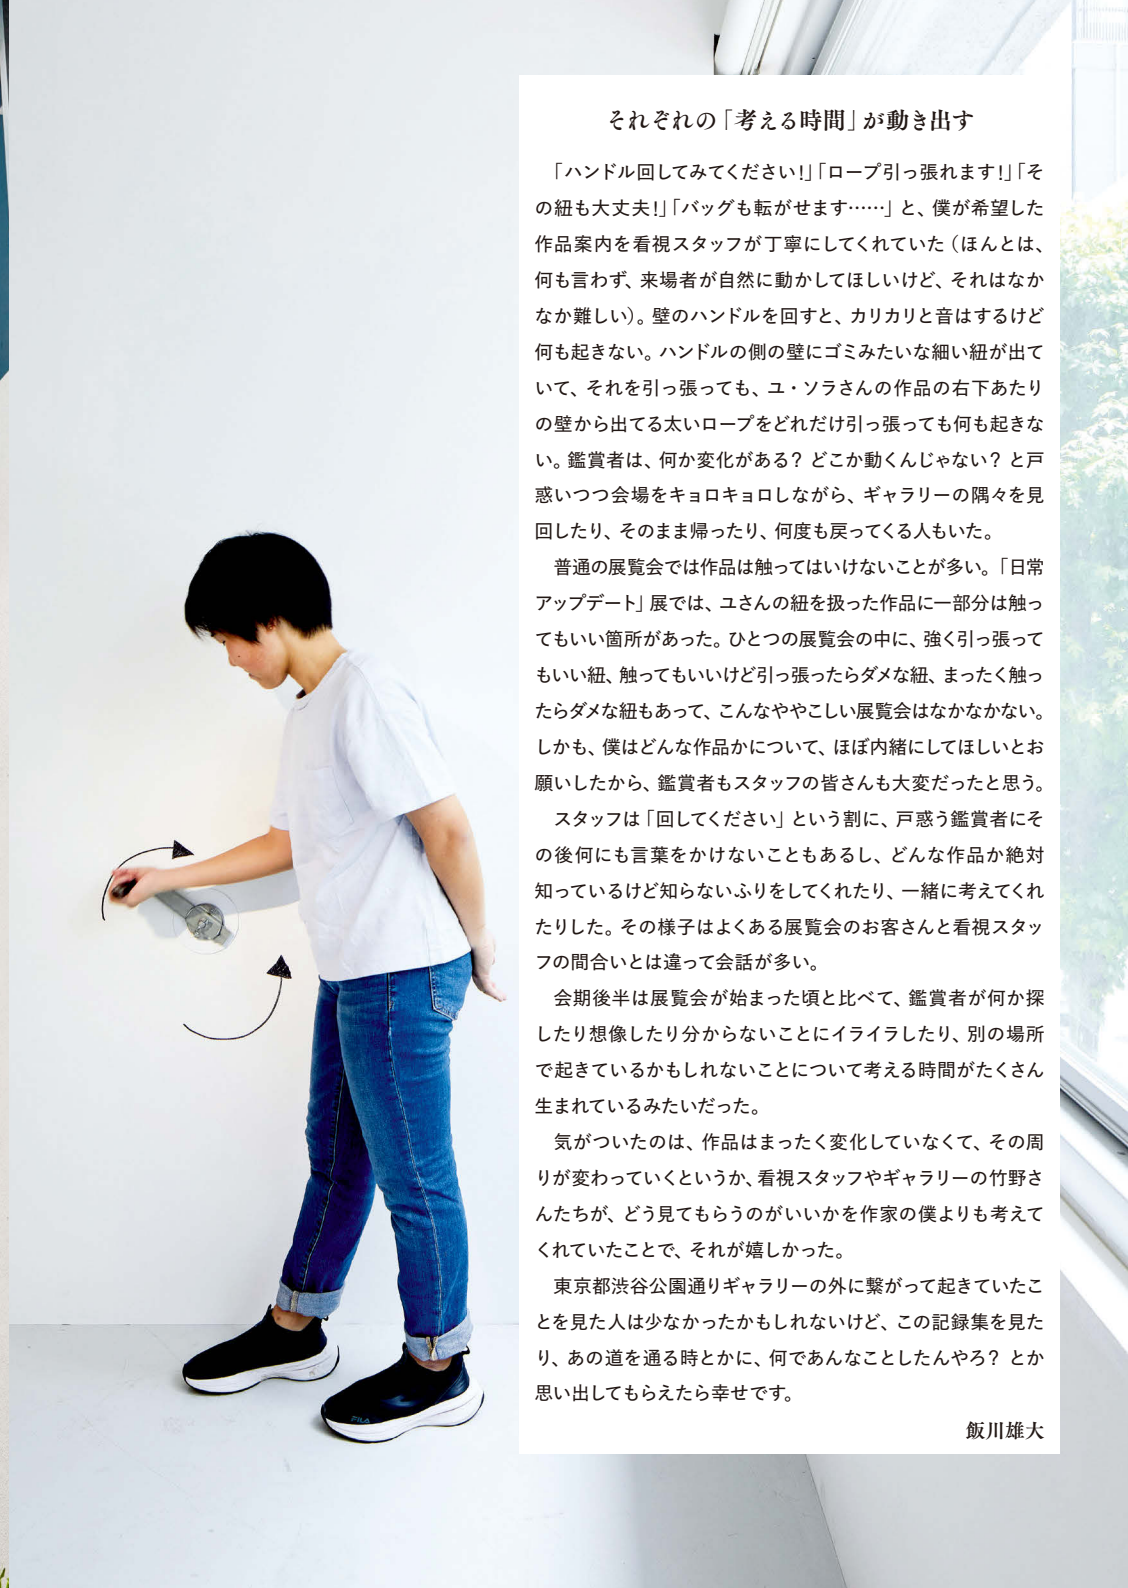 それぞれの「考える時間」が動き出す
「ハンドル回してみてください!」「ロープ引っ張れます!」「そ
の紐も大丈夫!」「バッグも転がせます……」と、僕が希望した
作品案内を看視スタッフが丁寧にしてくれていた（ほんとは、
何も言わず、来場者が自然に動かしてほしいけど、それはなか
なか難しい）。壁のハンドルを回すと、カリカリと音はするけど
何も起きない。ハンドルの側の壁にゴミみたいな細い紐が出て
いて、それを引っ張っても、ユ・ソラさんの作品の右下あたり
の壁から出てる太いロープをどれだけ引っ張っても何も起きな
い。鑑賞者は、何か変化がある？ どこか動くんじゃない？ と戸
惑いつつ会場をキョロキョロしながら、ギャラリーの隅々を見
回したり、そのまま帰ったり、何度も戻ってくる人もいた。
普通の展覧会では作品は触ってはいけないことが多い。「日常
アップデート」展では、ユさんの紐を扱った作品に一部分は触っ
てもいい箇所があった。ひとつの展覧会の中に、強く引っ張って
もいい紐、触ってもいいけど引っ張ったらダメな紐、まったく触っ
たらダメな紐もあって、こんなややこしい展覧会はなかなかない。
しかも、僕はどんな作品かについて、ほぼ内緒にしてほしいとお
願いしたから、鑑賞者もスタッフの皆さんも大変だったと思う。
スタッフは「回してください」という割に、戸惑う鑑賞者にそ
の後何にも言葉をかけないこともあるし、どんな作品か絶対
知っているけど知らないふりをしてくれたり、一緒に考えてくれ
たりした。その様子はよくある展覧会のお客さんと看視スタッ
フの間合いとは違って会話が多い。
会期後半は展覧会が始まった頃と比べて、鑑賞者が何か探
したり想像したり分からないことにイライラしたり、別の場所
で起きているかもしれないことについて考える時間がたくさん
生まれているみたいだった。
気がついたのは、作品はまったく変化していなくて、その周
りが変わっていくというか、看視スタッフやギャラリーの竹野さ
んたちが、どう見てもらうのがいいかを作家の僕よりも考えて
くれていたことで、それが嬉しかった。
東京都渋谷公園通りギャラリーの外に繋がって起きていたこ
とを見た人は少なかったかもしれないけど、この記録集を見た
り、あの道を通る時とかに、何であんなことしたんやろ？ とか
思い出してもらえたら幸せです。
飯川雄大
FILA